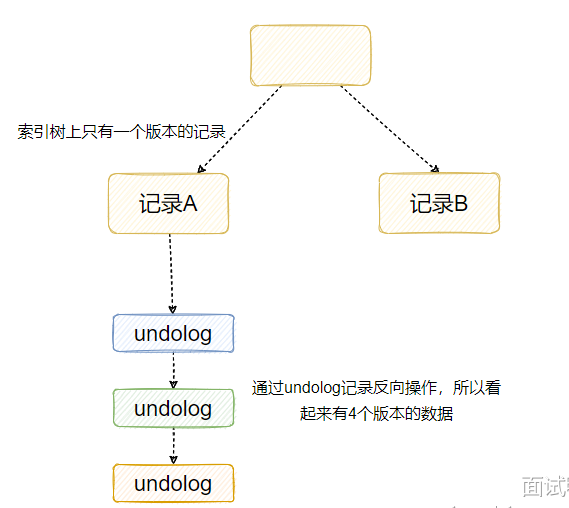 索引树上只有一个版本的记录
记录A
记录B
undolog
undolog
通过undolog记录反向操作，所以看
起来有4个版本的数据
undolog
面试